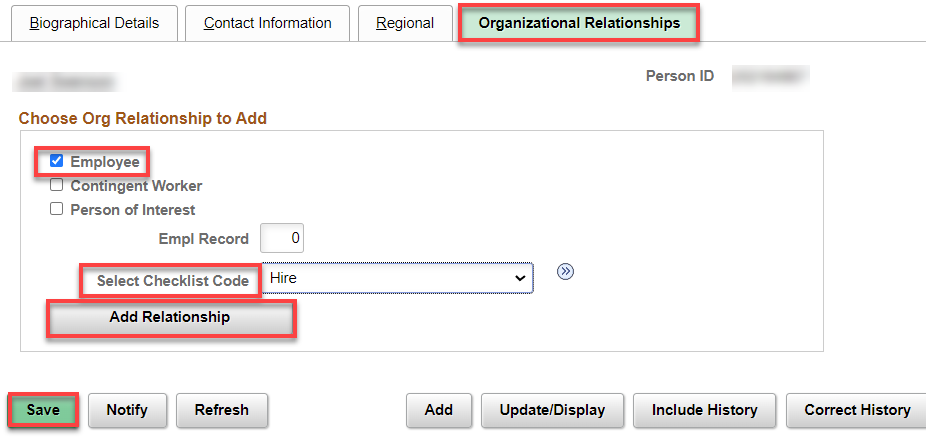 Biographical Details Contact Information Regional Organizational Relationships
Person ID
Choose Org Relationship to Add
Employee
Contingent Worker
Person of Interest
Empl Record 0
Select Checklist Code Hire
Add Relationship
Save Notify Refresh Add Update/Display Include History Correct History